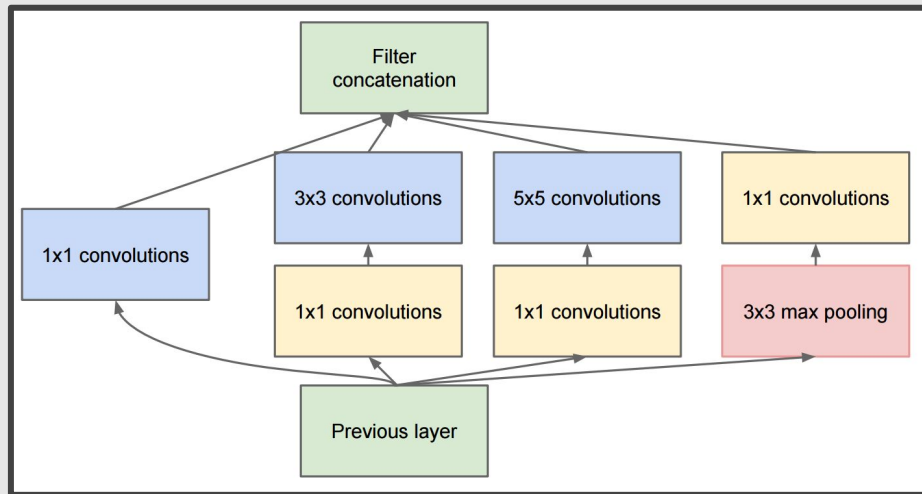 Filter
concatenation
3x3 convolutions
5x5 convolutions
1x1 convolutions
1x1 convolutions
1x1 convolutions
1x1 convolutions
3x3 max pooling
Previous layer